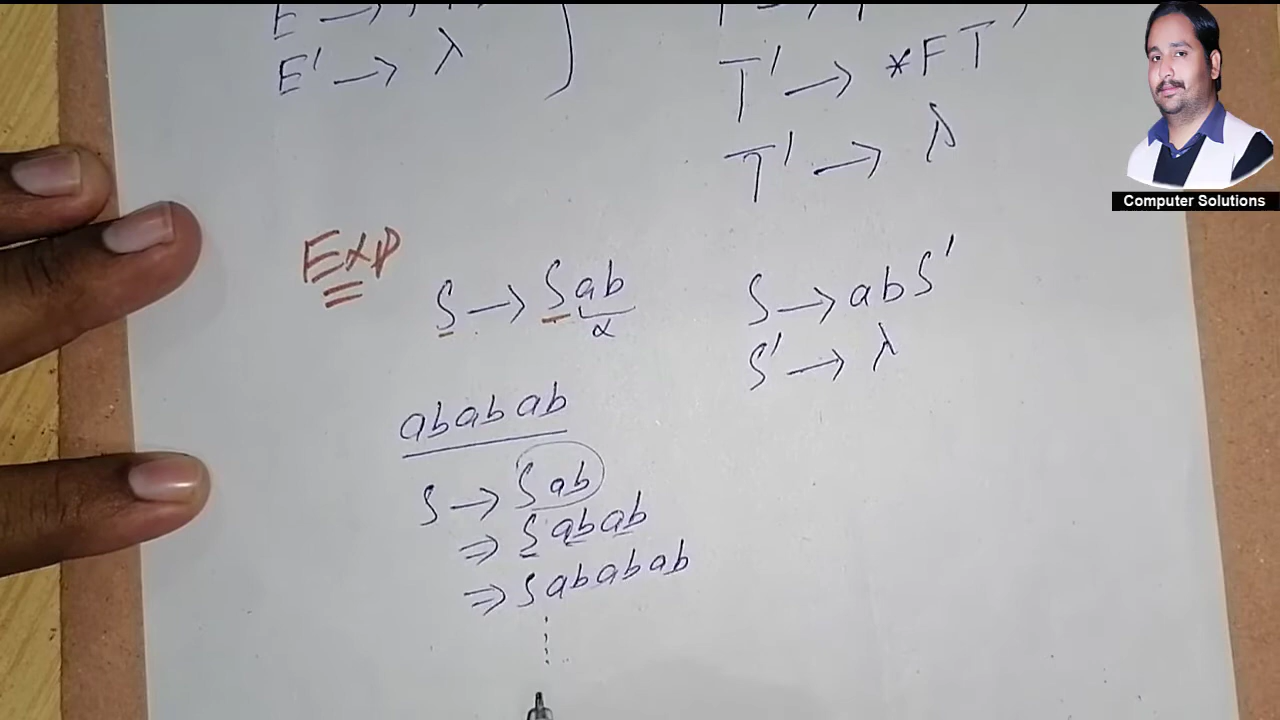 E'  → λ
T' → *FT'
T' → λ
Computer Solutions
Exp
S → Sab
α
S → abS'
S' → λ
ababab
S → Sab
⇒ Sabab
⇒ Sababab